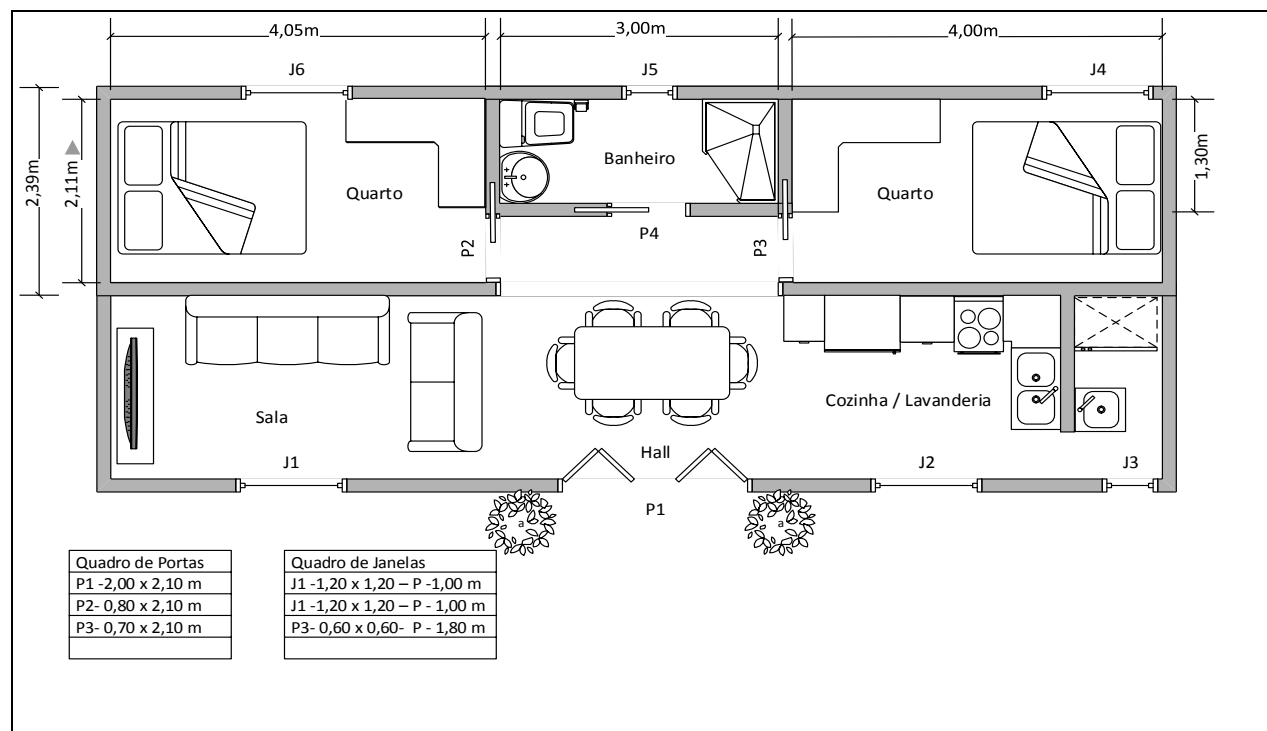 4,05m
3,00m
4,00m
J6
J5
J4
2,39m
2,11m
1,30m
Banheiro
Quarto
Quarto
P2
P4
P3
Sala
Cozinha / Lavanderia
Hall
J1
J2
J3
P1
a
a
Quadro de Portas
P1 -2,00 x 2,10 m
P2- 0,80 x 2,10 m
P3- 0,70 x 2,10 m
Quadro de Janelas
J1 -1,20 x 1,20 – P -1,00 m
J1 -1,20 x 1,20 – P - 1,00 m
P3- 0,60 x 0,60- P - 1,80 m